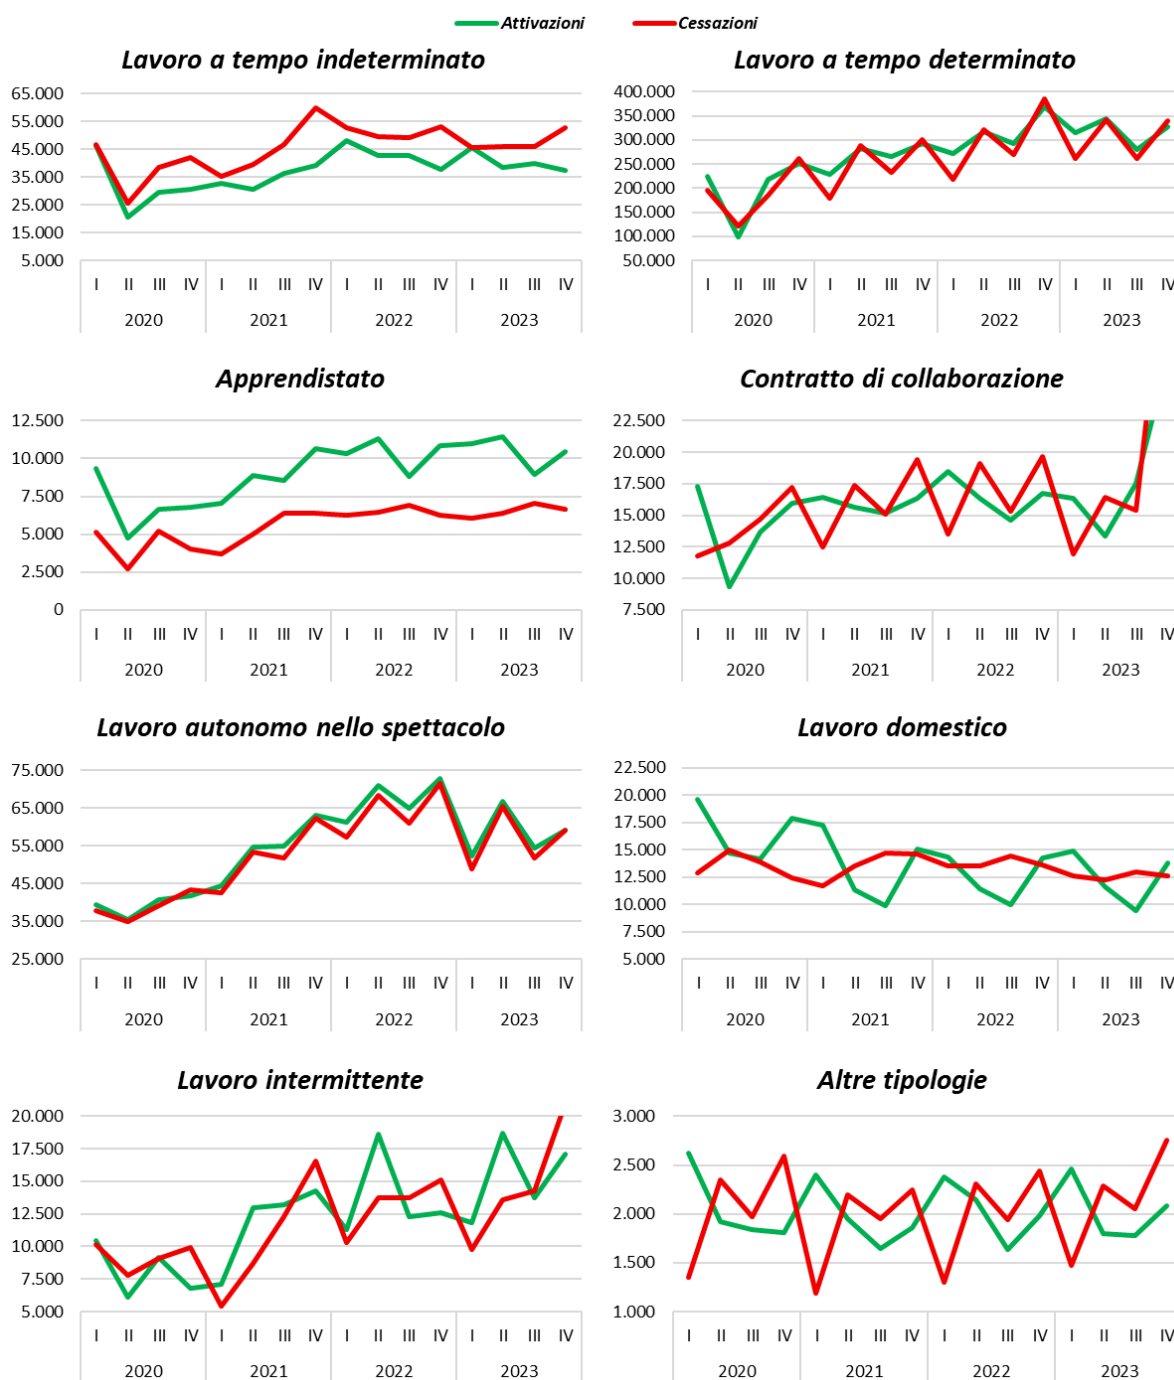 Attivazioni Cessazioni
Lavoro a tempo indeterminato
65.000
55.000
45.000
35.000
25.000
15.000
5.000
I II III IV I II III IV I II III IV I II III IV
2020 2021 2022 2023
Lavoro a tempo determinato
400.000
350.000
300.000
250.000
200.000
150.000
100.000
50.000
I II III IV I II III IV I II III IV I II III IV
2020 2021 2022 2023
Apprendistato
12.500
10.000
7.500
5.000
2.500
0
I II III IV I II III IV I II III IV I II III IV
2020 2021 2022 2023
Contratto di collaborazione
22.500
20.000
17.500
15.000
12.500
10.000
7.500
I II III IV I II III IV I II III IV I II III IV
2020 2021 2022 2023
Lavoro autonomo nello spettacolo
75.000
65.000
55.000
45.000
35.000
25.000
I II III IV I II III IV I II III IV I II III IV
2020 2021 2022 2023
Lavoro domestico
22.500
20.000
17.500
15.000
12.500
10.000
7.500
5.000
I II III IV I II III IV I II III IV I II III IV
2020 2021 2022 2023
Lavoro intermittente
20.000
17.500
15.000
12.500
10.000
7.500
5.000
I II III IV I II III IV I II III IV I II III IV
2020 2021 2022 2023
Altre tipologie
3.000
2.500
2.000
1.500
1.000
I II III IV I II III IV I II III IV I II III IV
2020 2021 2022 2023